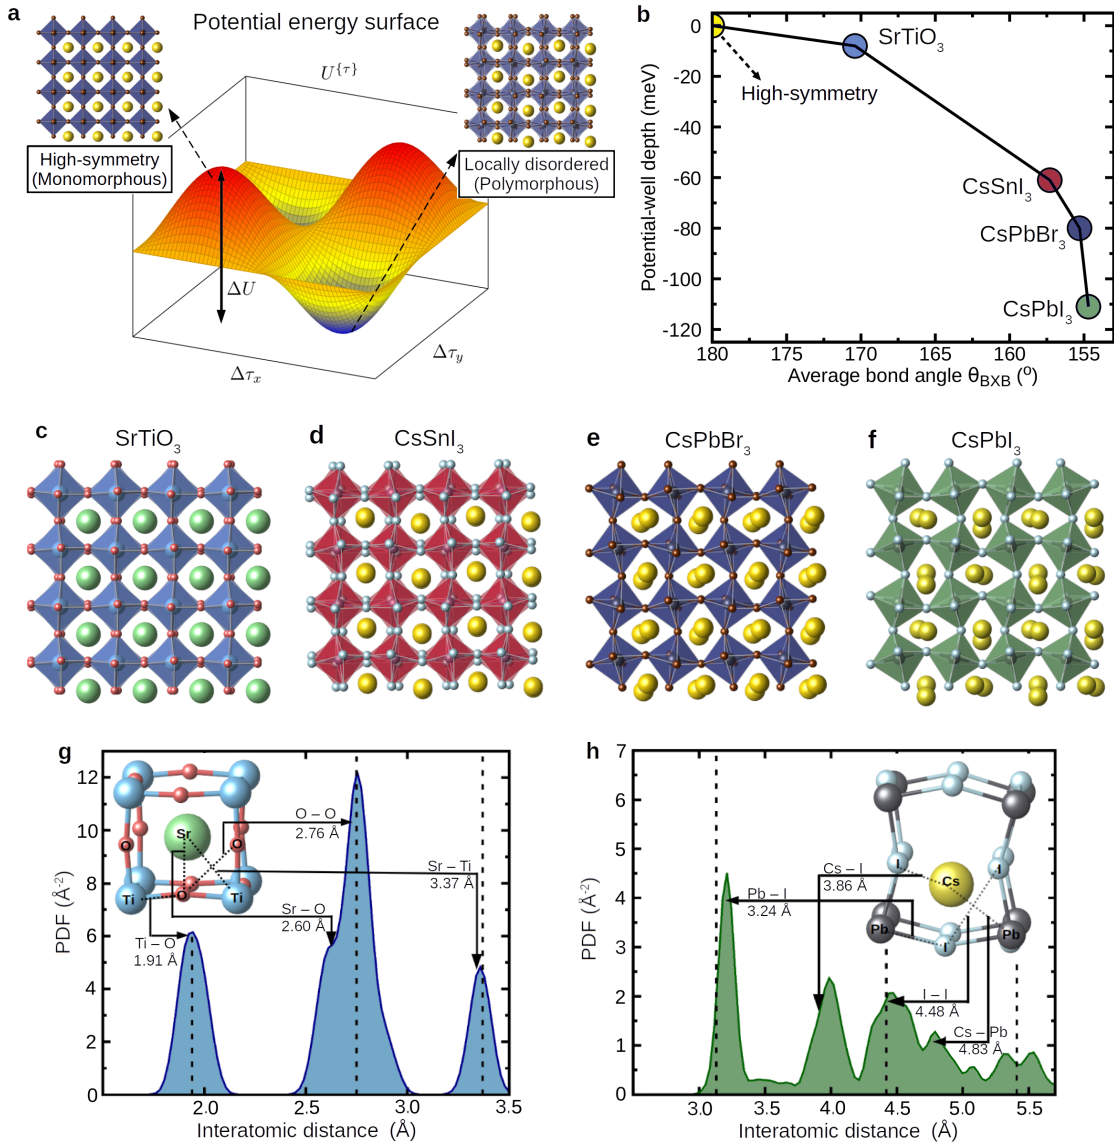 a
Potential energy surface
U^{τ}
High-symmetry
(Monomorphous)
Locally disordered
(Polymorphous)
ΔU
Δτ_x
Δτ_y
b
Potential-well depth (meV)
0
-20
-40
-60
-80
-100
-120
SrTiO₃
High-symmetry
CsSnI₃
CsPbBr₃
CsPbI₃
180 175 170 165 160 155
Average bond angle θ_BXB (º)
c
SrTiO₃
d
CsSnI₃
e
CsPbBr₃
f
CsPbI₃
g
PDF (Å⁻²)
12
10
8
6
4
2
0
Sr
O
O
Ti
O
Ti
O – O
2.76 Å
Sr – Ti
3.37 Å
Sr – O
2.60 Å
Ti – O
1.91 Å
2.0 2.5 3.0 3.5
Interatomic distance (Å)
h
PDF (Å⁻²)
7
6
5
4
3
2
1
0
I
I
Cs
Pb
I
Pb
Cs – I
3.86 Å
Pb – I
3.24 Å
I – I
4.48 Å
Cs – Pb
4.83 Å
3.0 3.5 4.0 4.5 5.0 5.5
Interatomic distance (Å)